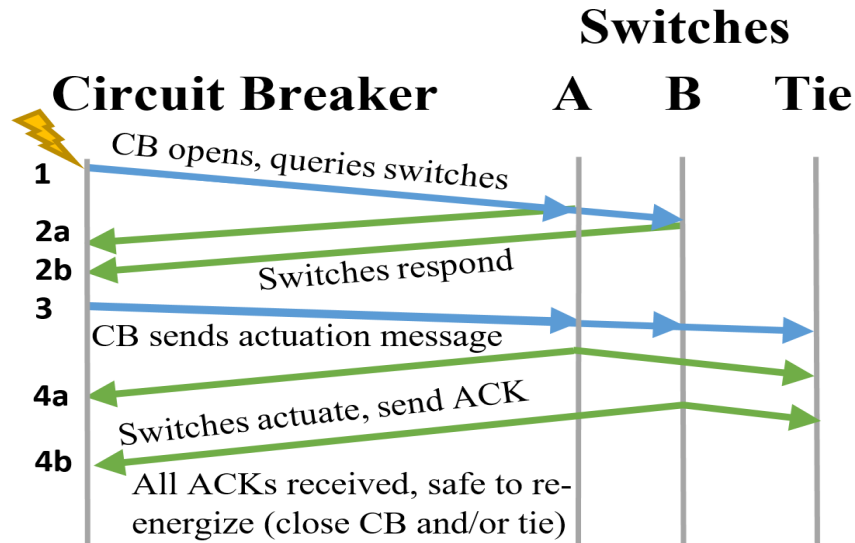 Switches
Circuit Breaker A B Tie
CB opens, queries switches
1
2a
2b
Switches respond
3
CB sends actuation message
4a
Switches actuate, send ACK
4b
All ACKs received, safe to re-
energize (close CB and/or tie)